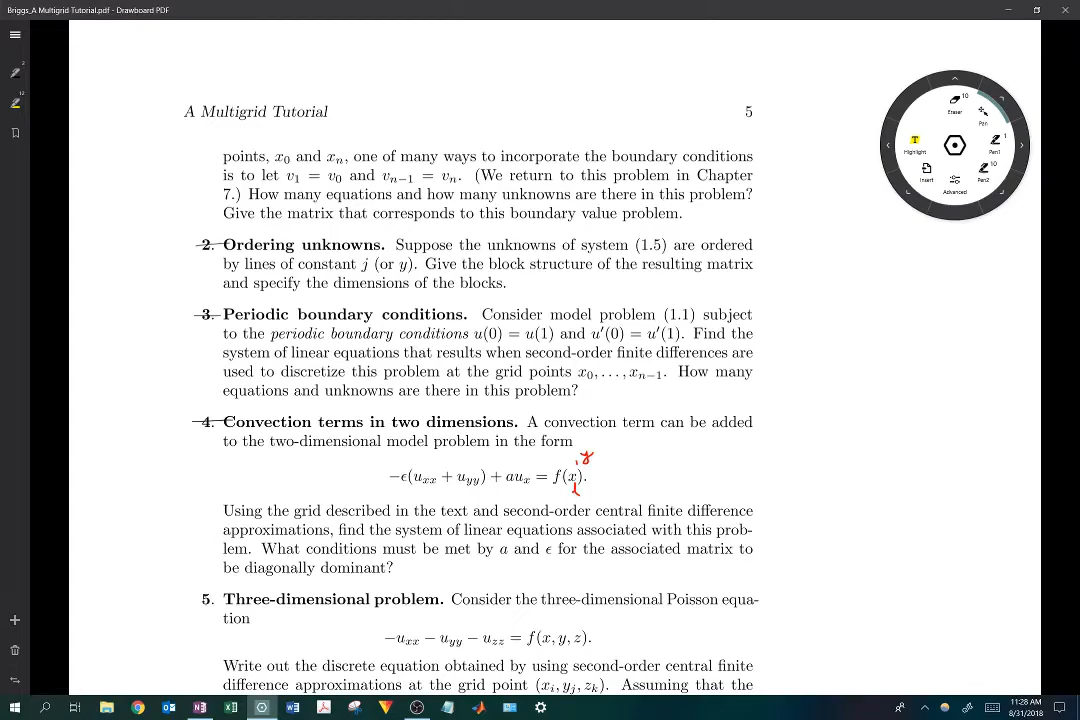 Briggs_A Multigrid Tutorial.pdf - Drawboard PDF
A Multigrid Tutorial 5
points, x₀ and xₙ, one of many ways to incorporate the boundary conditions
is to let v₁ = v₀ and vₙ₋₁ = vₙ. (We return to this problem in Chapter
7.) How many equations and how many unknowns are there in this problem?
Give the matrix that corresponds to this boundary value problem.
2. Ordering unknowns. Suppose the unknowns of system (1.5) are ordered
by lines of constant j (or y). Give the block structure of the resulting matrix
and specify the dimensions of the blocks.
3. Periodic boundary conditions. Consider model problem (1.1) subject
to the periodic boundary conditions u(0) = u(1) and u′(0) = u′(1). Find the
system of linear equations that results when second-order finite differences are
used to discretize this problem at the grid points x₀, . . . , xₙ₋₁. How many
equations and unknowns are there in this problem?
4. Convection terms in two dimensions. A convection term can be added
to the two-dimensional model problem in the form
, y
−ϵ(uₓₓ + u_yy) + auₓ = f(x).
Using the grid described in the text and second-order central finite difference
approximations, find the system of linear equations associated with this prob-
lem. What conditions must be met by a and ϵ for the associated matrix to
be diagonally dominant?
5. Three-dimensional problem. Consider the three-dimensional Poisson equa-
tion
−uₓₓ − u_yy − u_zz = f(x, y, z).
Write out the discrete equation obtained by using second-order central finite
difference approximations at the grid point (xᵢ, yⱼ, z_k). Assuming that the
Eraser 10
Pan
Highlight T
Pen1 1
Insert
Pen2 10
Advanced
2
12
11:28 AM
8/31/2018